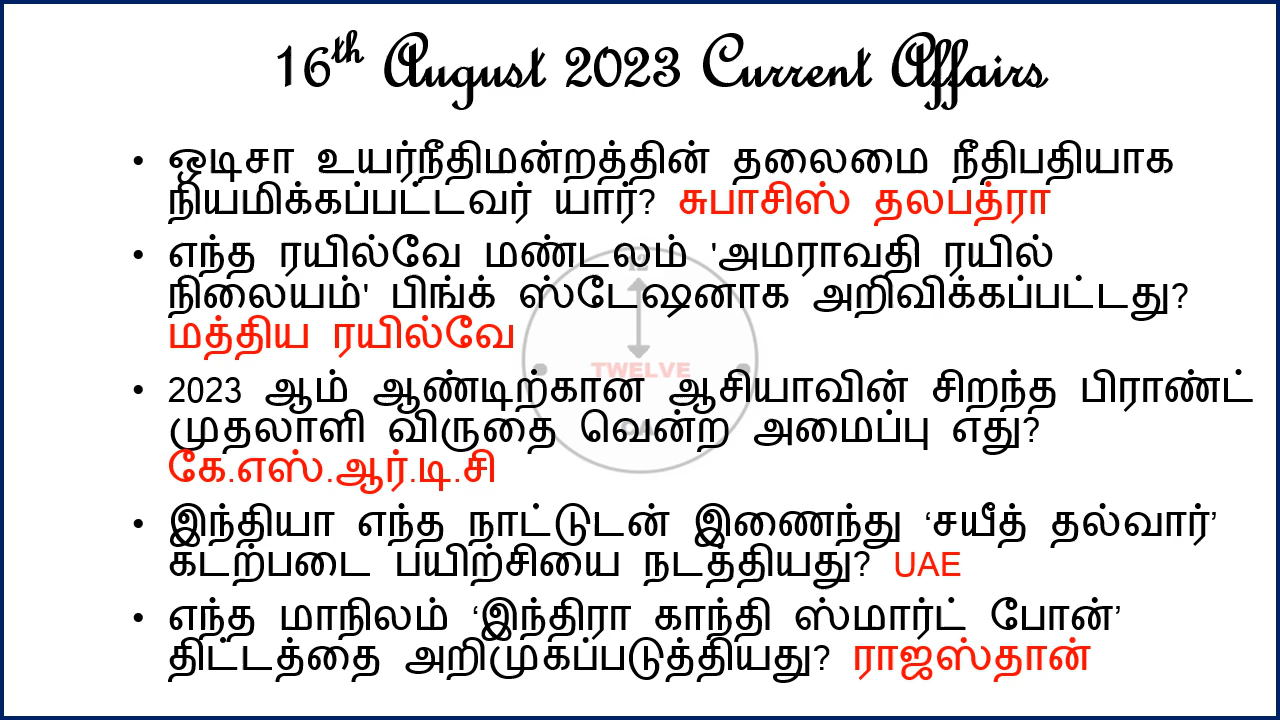 16th August 2023 Current Affairs
• ஒடிசா உயர்நீதிமன்றத்தின் தலைமை நீதிபதியாக
நியமிக்கப்பட்டவர் யார்? சுபாசிஸ் தலபத்ரா
• எந்த ரயில்வே மண்டலம் 'அமராவதி ரயில்
நிலையம்' பிங்க் ஸ்டேஷனாக அறிவிக்கப்பட்டது?
மத்திய ரயில்வே
• 2023 ஆம் ஆண்டிற்கான ஆசியாவின் சிறந்த பிராண்ட்
முதலாளி விருதை வென்ற அமைப்பு எது?
கே.எஸ்.ஆர்.டி.சி
• இந்தியா எந்த நாட்டுடன் இணைந்து ‘சயீத் தல்வார்’
கடற்படை பயிற்சியை நடத்தியது? UAE
• எந்த மாநிலம் ‘இந்திரா காந்தி ஸ்மார்ட் போன்’
திட்டத்தை அறிமுகப்படுத்தியது? ராஜஸ்தான்
12
TWELVE